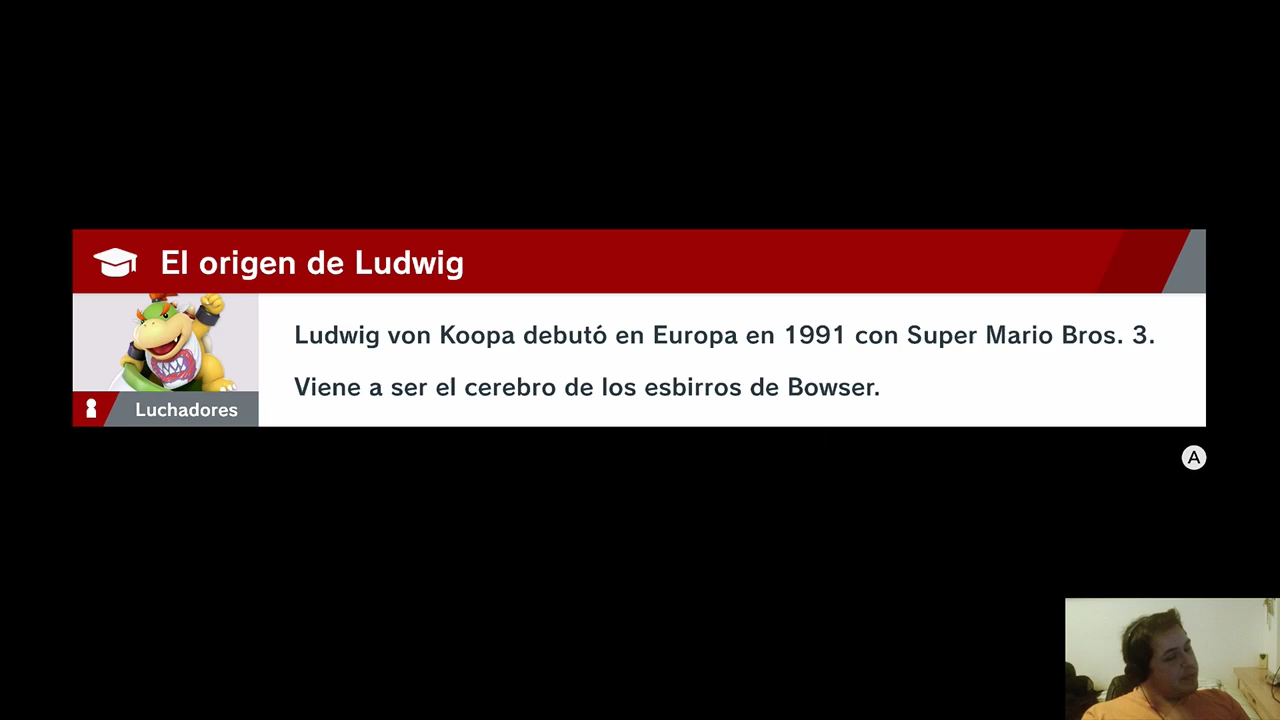 El origen de Ludwig
Ludwig von Koopa debutó en Europa en 1991 con Super Mario Bros. 3.
Viene a ser el cerebro de los esbirros de Bowser.
Luchadores
A